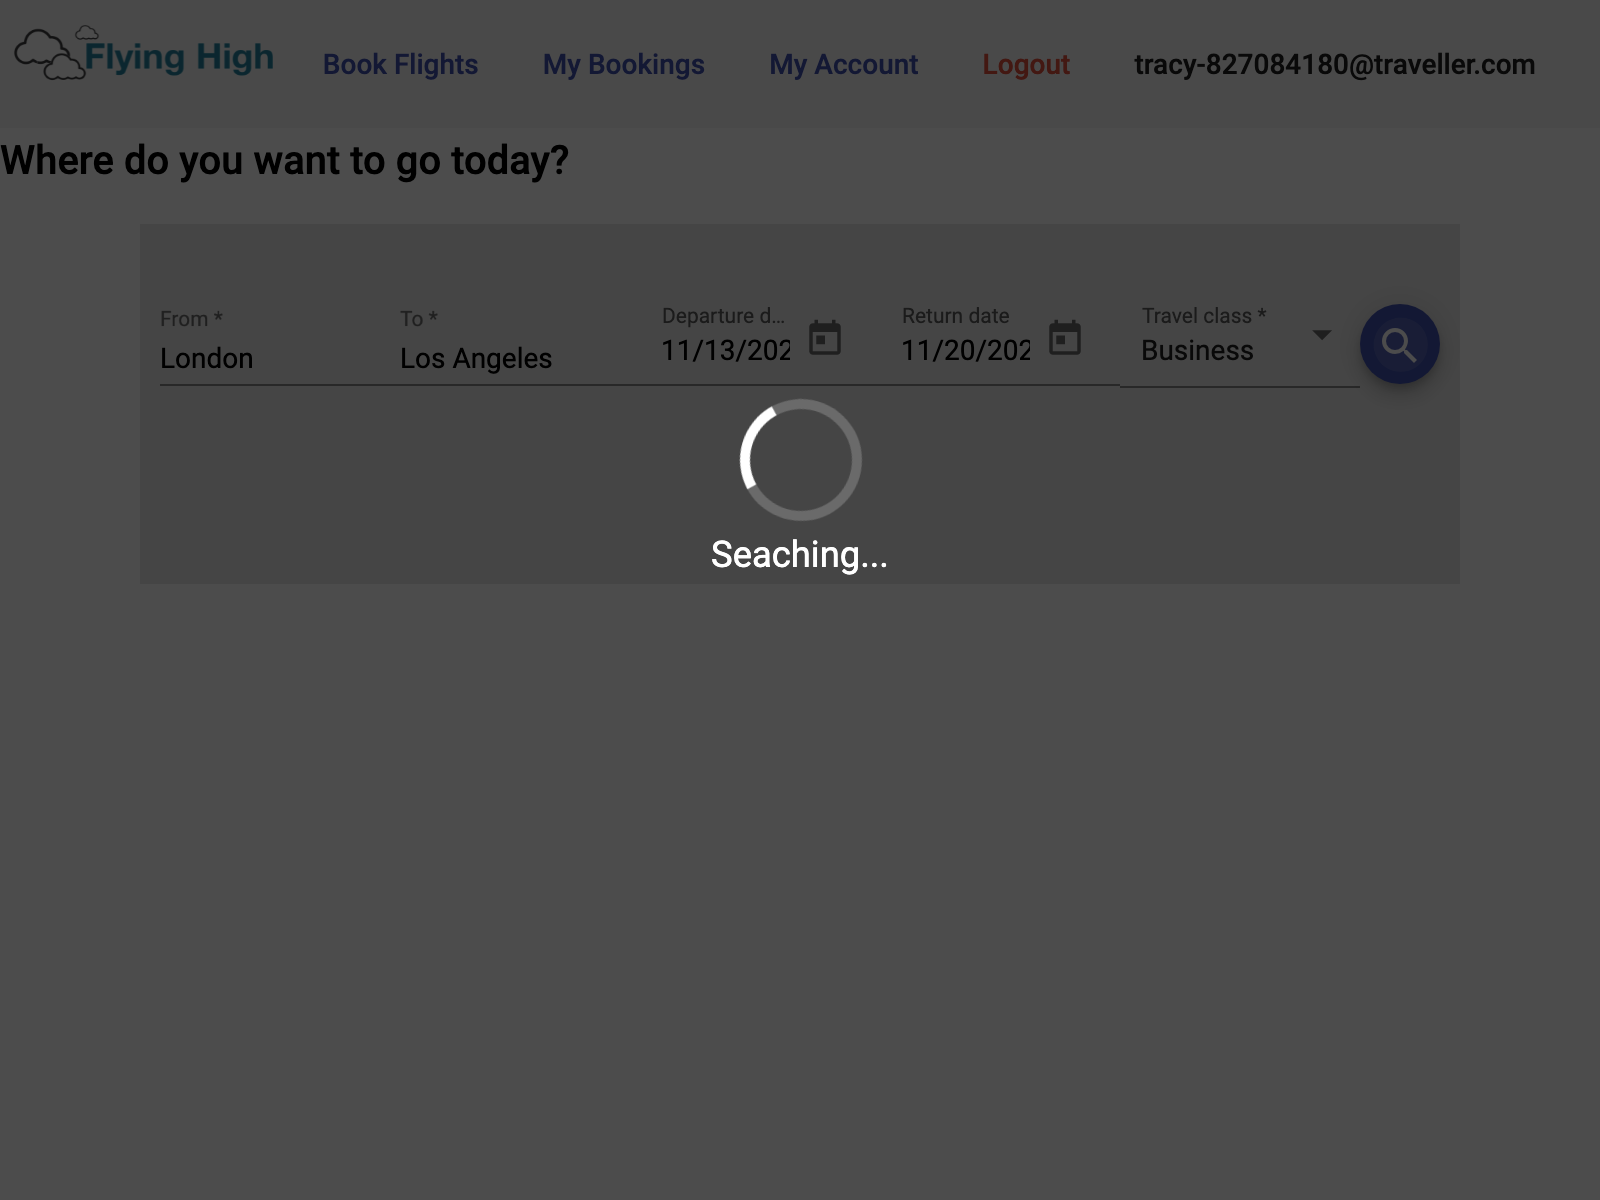 Flying High
Book Flights My Bookings My Account Logout tracy-827084180@traveller.com
Where do you want to go today?
From * To * Departure d... Return date Travel class *
London Los Angeles 11/13/202 11/20/202 Business
Seaching...